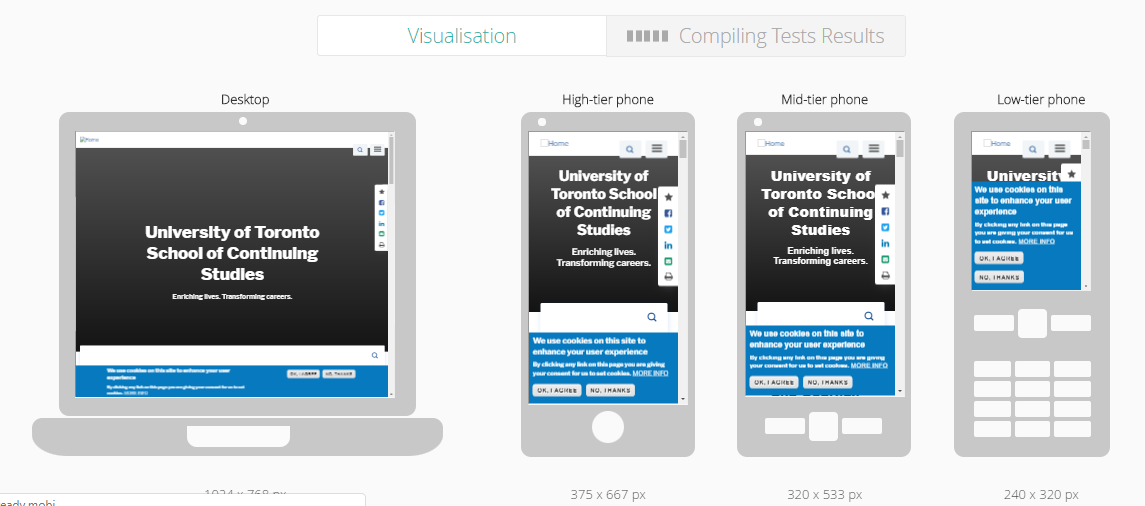 Visualisation
Compiling Tests Results
Desktop
Home
University of Toronto
School of Continuing
Studies
Enriching lives. Transforming careers.
We use cookies on this site to enhance your user
experience
By clicking any link on this page you are giving your consent for us to set
cookies. MORE INFO
OK, I AGREE
NO, THANKS
1024 x 768 px
High-tier phone
Home
University of
Toronto School
of Continuing
Studies
Enriching lives.
Transforming careers.
We use cookies on this site to
enhance your user experience
By clicking any link on this page you are giving
your consent for us to set cookies. MORE INFO
OK, I AGREE
NO, THANKS
375 x 667 px
Mid-tier phone
Home
University of
Toronto Schoo
of Continuing
Studies
Enriching lives.
Transforming careers.
We use cookies on this site to
enhance your user experience
By clicking any link on this page you are giving
your consent for us to set cookies. MORE INFO
OK, I AGREE
NO, THANKS
320 x 533 px
Low-tier phone
Home
University
We use cookies on this
site to enhance your user
experience
By clicking any link on this page
you are giving your consent for us
to set cookies. MORE INFO
OK, I AGREE
NO, THANKS
240 x 320 px
eady.mobi